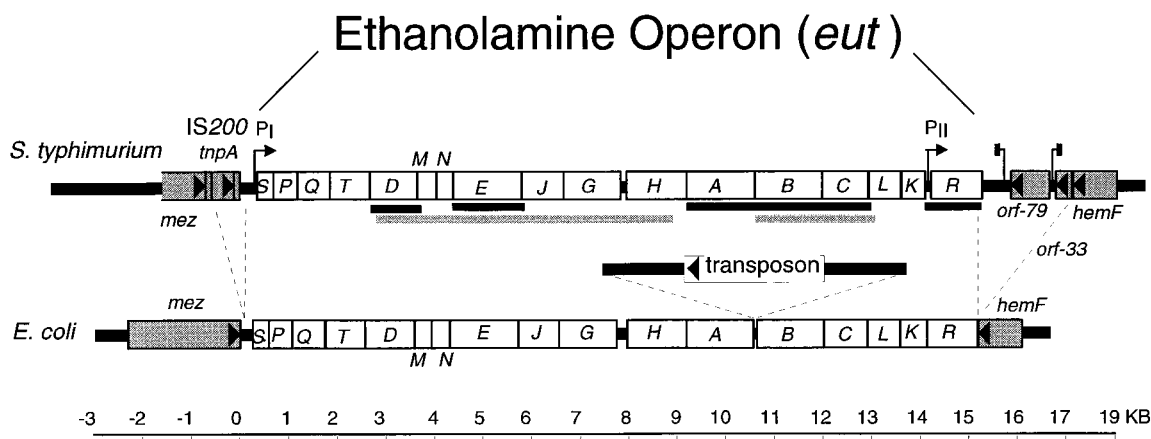 Ethanolamine Operon (eut)
IS200 PI PII
S. typhimurium tnpA M N
S P Q T D E J G H A B C L K R
mez orf-79 hemF
orf-33
transposon
mez hemF
E. coli S P Q T D E J G H A B C L K R
M N
-3 -2 -1 0 1 2 3 4 5 6 7 8 9 10 11 12 13 14 15 16 17 19 KB